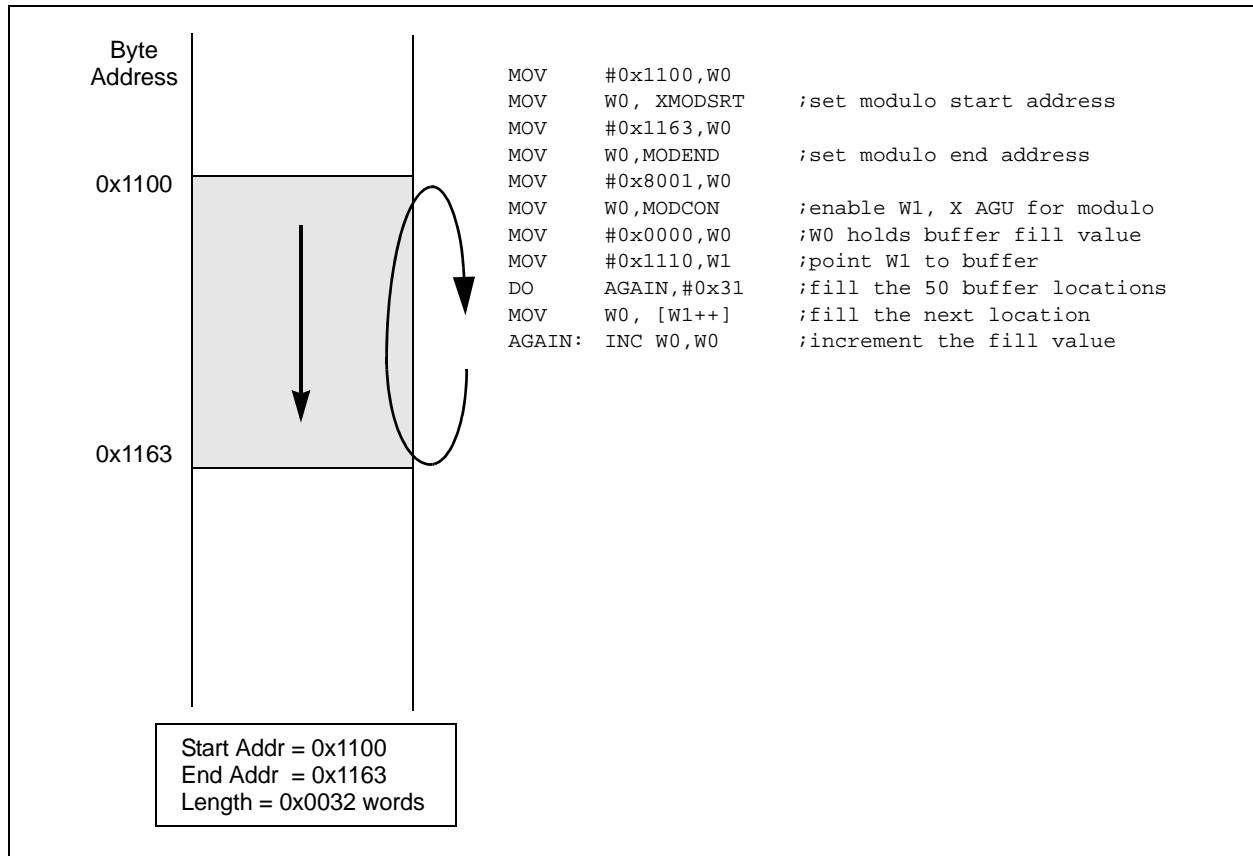 Byte
Address
0x1100
0x1163
MOV #0x1100,W0
MOV W0, XMODSRT ;set modulo start address
MOV #0x1163,W0
MOV W0,MODEND ;set modulo end address
MOV #0x8001,W0
MOV W0,MODCON ;enable W1, X AGU for modulo
MOV #0x0000,W0 ;W0 holds buffer fill value
MOV #0x1110,W1 ;point W1 to buffer
DO AGAIN,#0x31 ;fill the 50 buffer locations
MOV W0, [W1++] ;fill the next location
AGAIN: INC W0,W0 ;increment the fill value
Start Addr = 0x1100
End Addr = 0x1163
Length = 0x0032 words